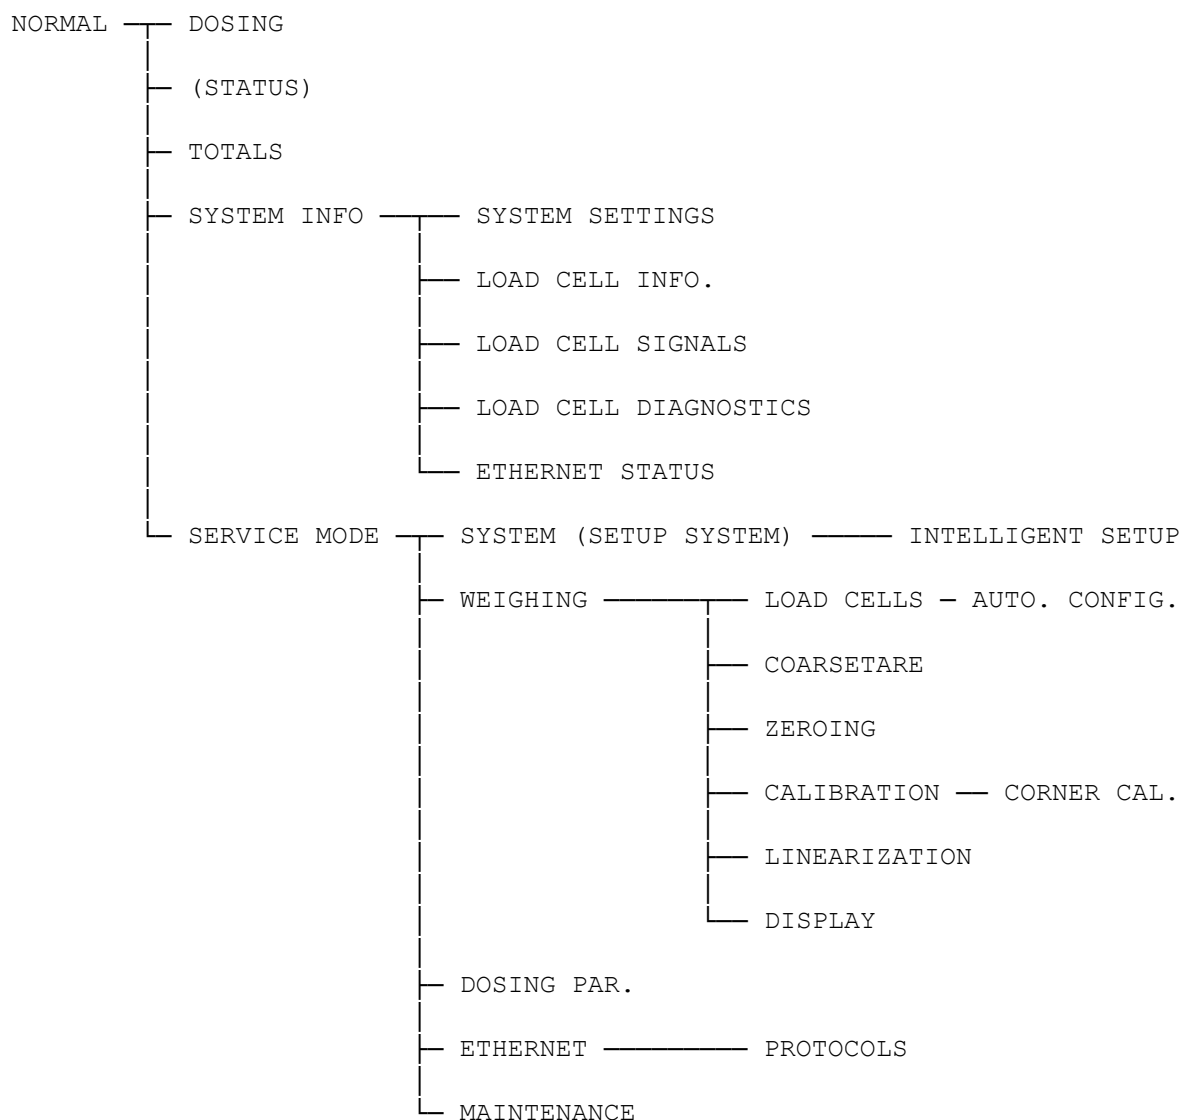 NORMAL DOSING
(STATUS)
TOTALS
SYSTEM INFO SYSTEM SETTINGS
LOAD CELL INFO.
LOAD CELL SIGNALS
LOAD CELL DIAGNOSTICS
ETHERNET STATUS
SERVICE MODE SYSTEM (SETUP SYSTEM) INTELLIGENT SETUP
WEIGHING LOAD CELLS AUTO. CONFIG.
COARSETARE
ZEROING
CALIBRATION CORNER CAL.
LINEARIZATION
DISPLAY
DOSING PAR.
ETHERNET PROTOCOLS
MAINTENANCE